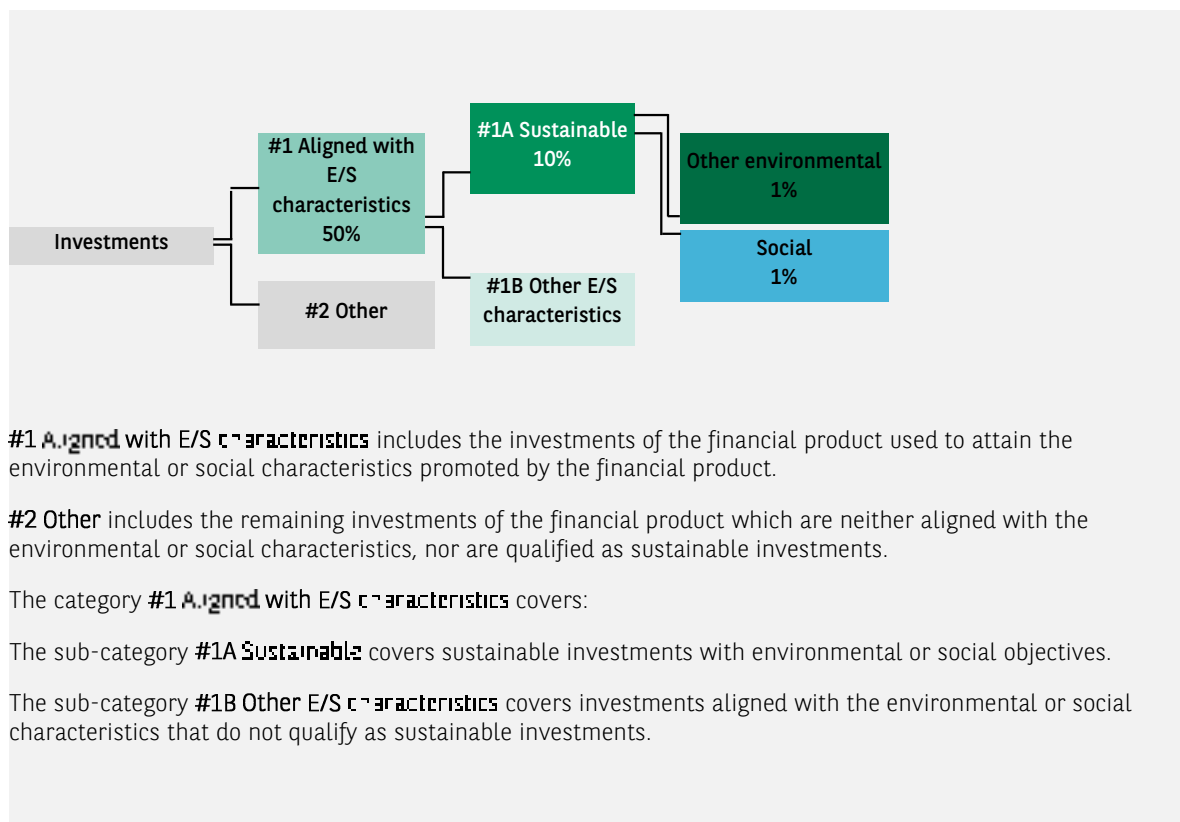 #1A Sustainable
10%
#1 Aligned with
E/S
characteristics
50%
Other environmental
1%
Investments
Social
1%
#2 Other
#1B Other E/S
characteristics
#1 Aligned with E/S characteristics includes the investments of the financial product used to attain the
environmental or social characteristics promoted by the financial product.
#2 Other includes the remaining investments of the financial product which are neither aligned with the
environmental or social characteristics, nor are qualified as sustainable investments.
The category #1 Aligned with E/S characteristics covers:
The sub-category #1A Sustainable covers sustainable investments with environmental or social objectives.
The sub-category #1B Other E/S characteristics covers investments aligned with the environmental or social
characteristics that do not qualify as sustainable investments.